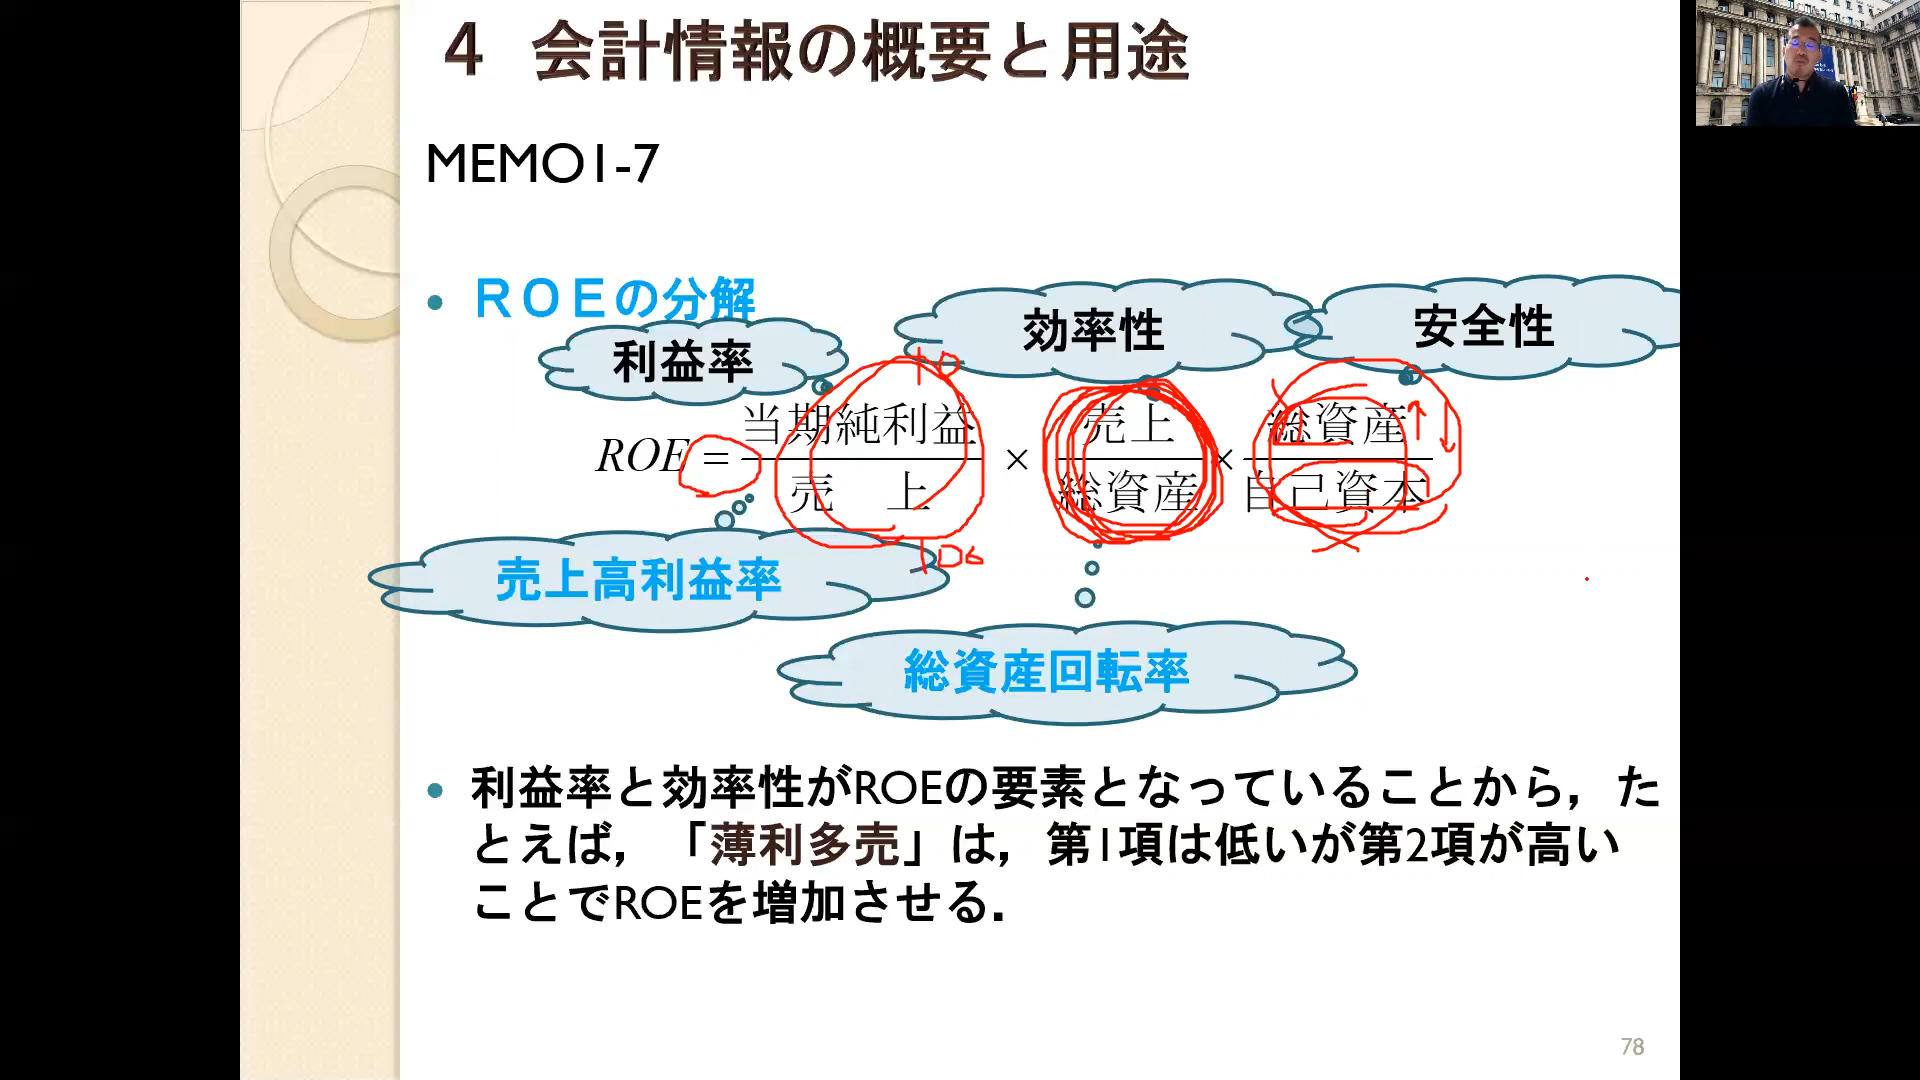 ４ 会計情報の概要と用途
MEMO1-7
• ＲＯＥの分解
利益率
効率性
安全性
ROE = 当期純利益 / 売　上 × 売上 / 総資産 × 総資産 / 自己資本
売上高利益率
総資産回転率
• 利益率と効率性がROEの要素となっていることから，た
とえば，「薄利多売」は，第1項は低いが第2項が高い
ことでROEを増加させる．
78